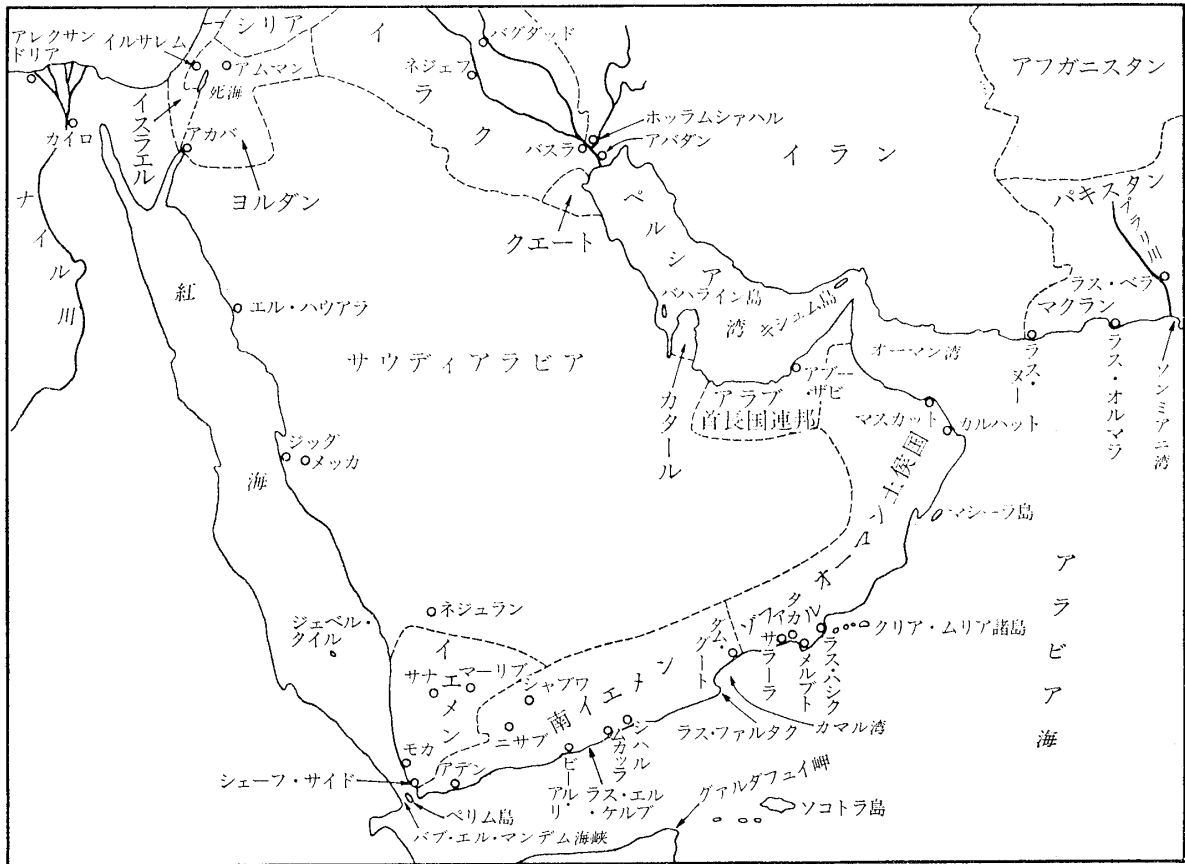 アレクサン
ドリア
イルサレム
シリア
アムマン
死海
イスラエル
カイロ
アカバ
ヨルダン
ナイル川
イラク
バグダッド
ネジェフ
バスラ
ホッラムシァハル
アバダン
クエート
イラン
アフガニスタン
パキスタン
プラリ川
ラス・ベラ
マクラン
ラス・メー
ラス・オルマラ
ソンミアニ湾
ペルシア湾
バハライン島
キシュム島
オーマン湾
紅海
エル・ハウアラ
サウディアラビア
カタール
アラブ
首長国連邦
アブー・
ザビ
マスカット
カルハット
オーマン土侯国
マシーラ島
ジッダ
メッカ
アラビア海
ネジュラン
ジェベル・
クイル
イエメン
サナ
マーリブ
シャブワ
南イエメン
ニサブ
モカ
シェーフ・サイド
アデン
ペリム島
バブ・エル・マンデム海峡
ビール・
アリ
ラス・エル
・ケルブ
ムカッラ
シハル
ダム・
グート
ゾファル
サラーラ
タカ
メルブト
ラス・ハシク
クリア・ムリア諸島
ラス・ファルタク
カマル湾
グァルダフェイ岬
ソコトラ島